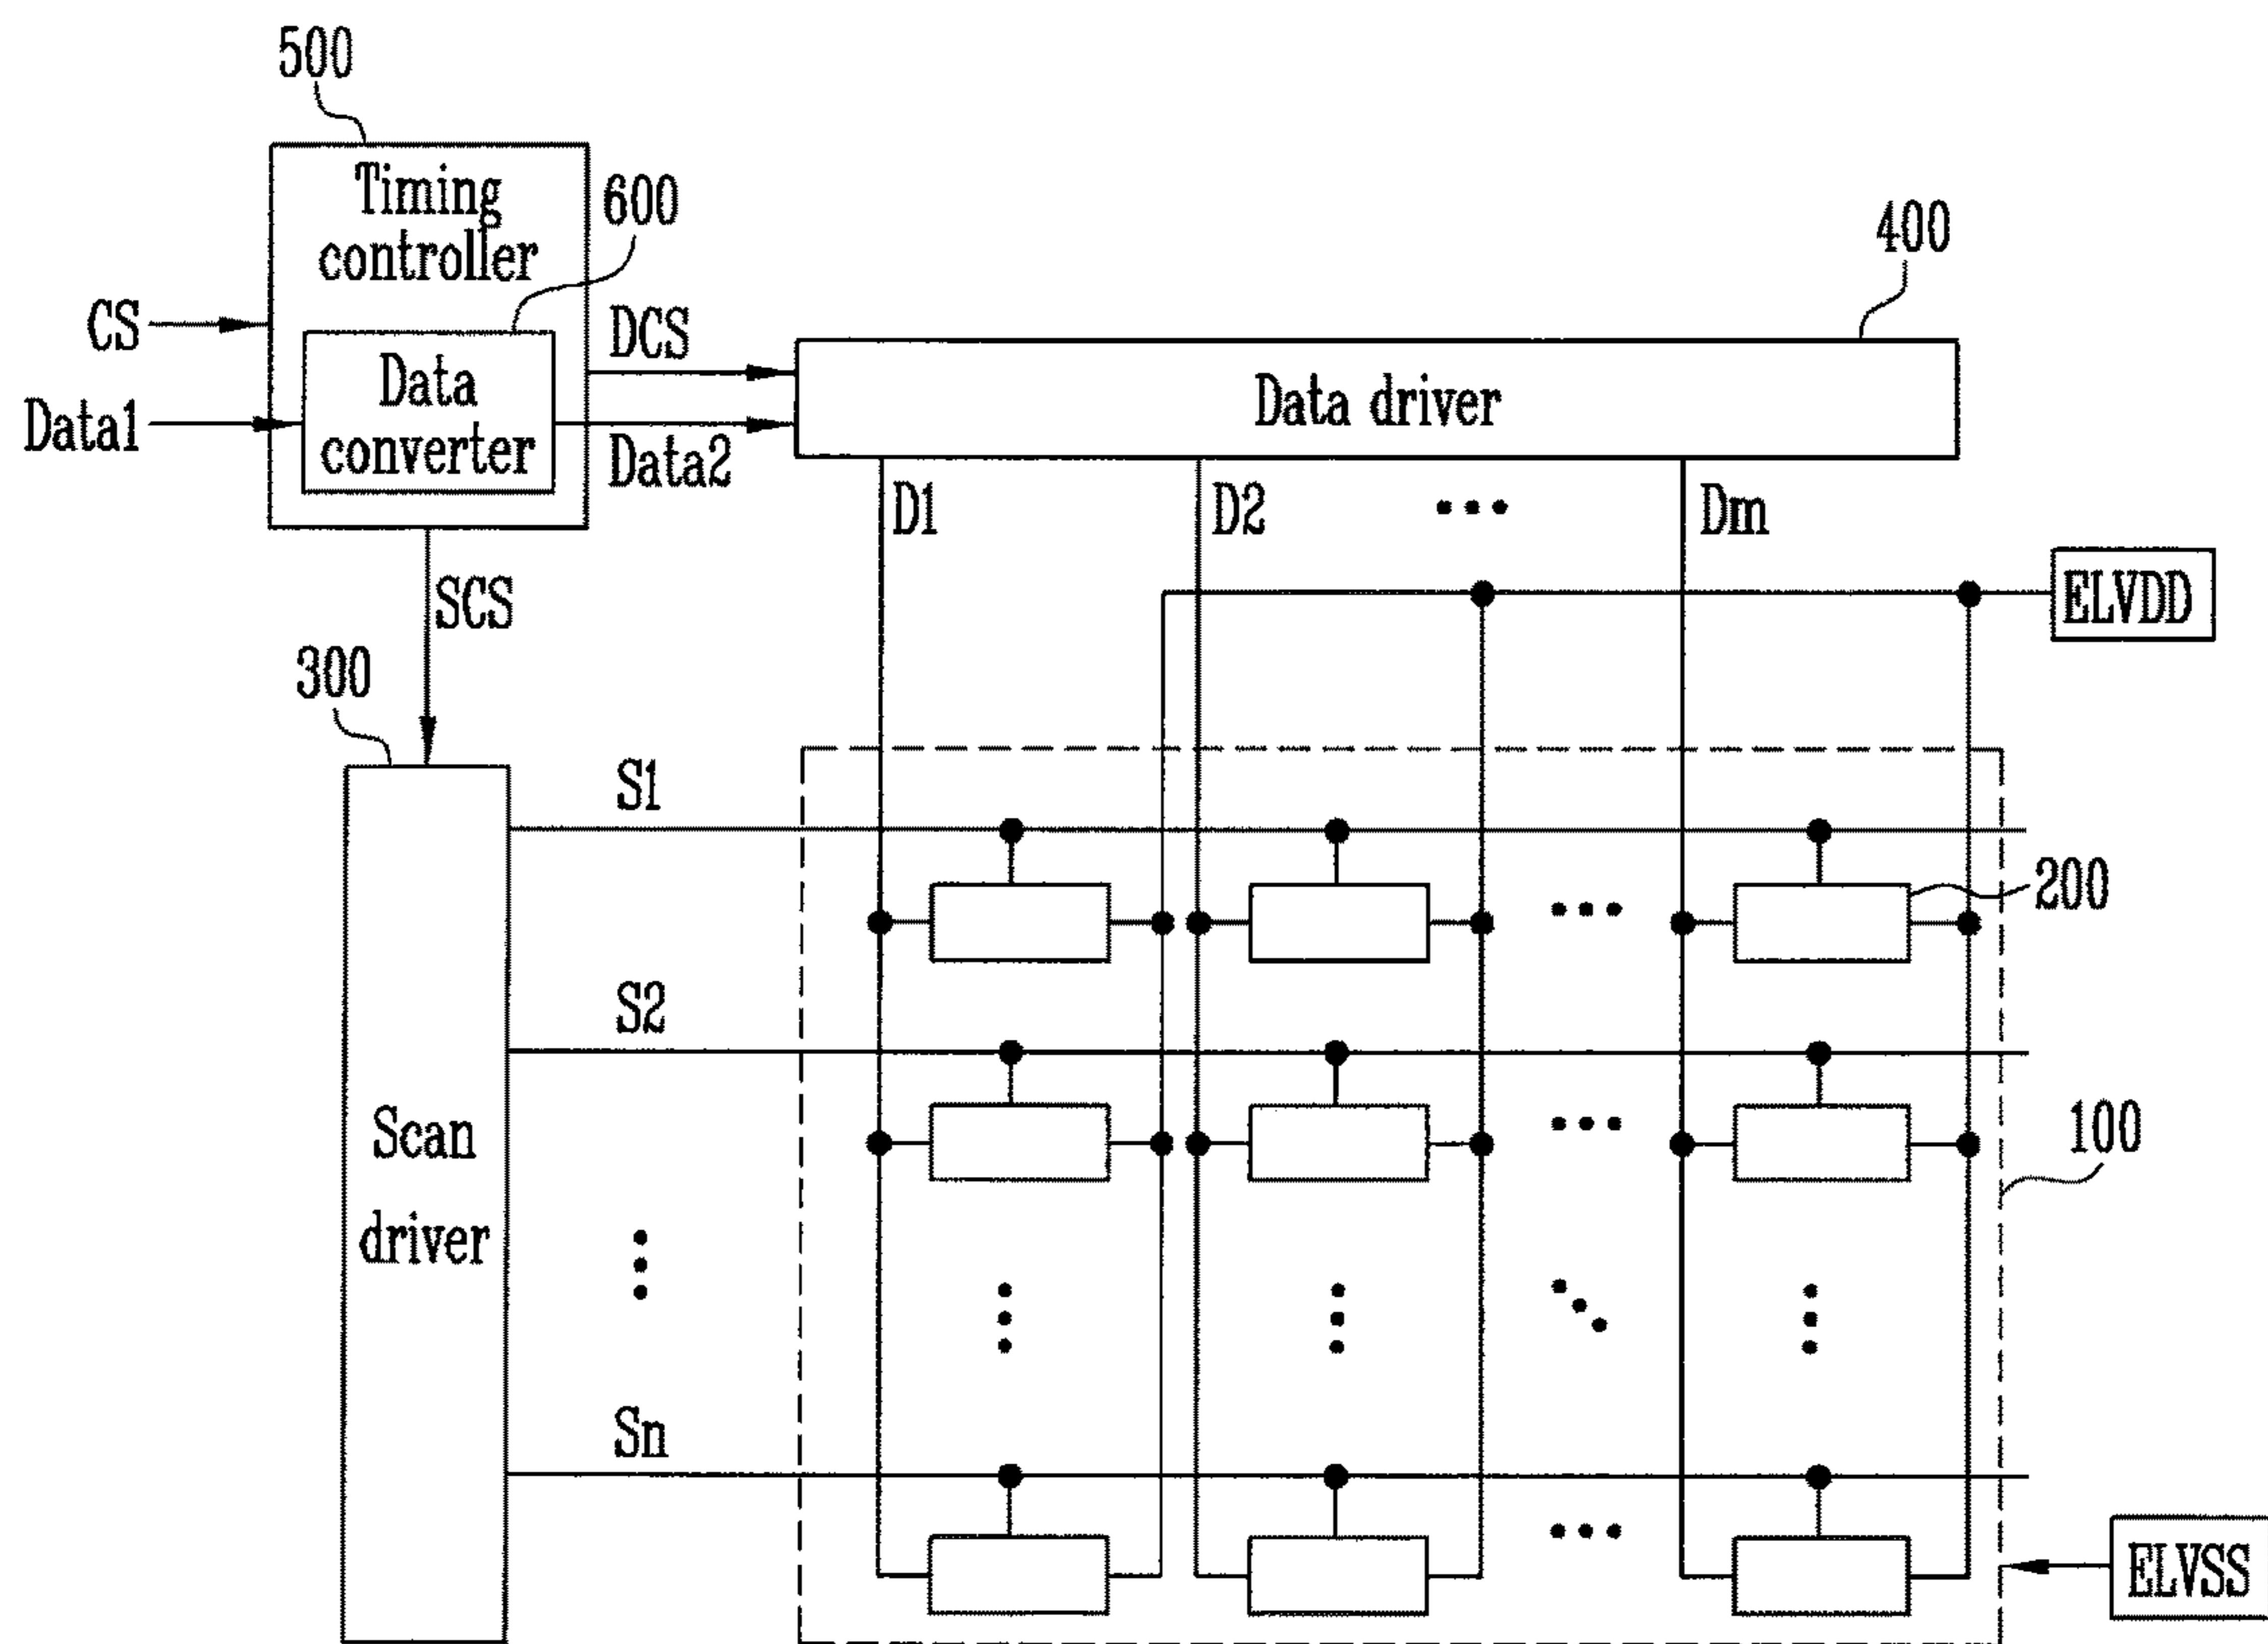 500
Timing
controller
600
400
CS
DCS
Data
converter
Data1
Data2
Data driver
D1
D2
Dm
ELVDD
SCS
300
S1
200
S2
100
Scan
driver
Sn
ELVSS